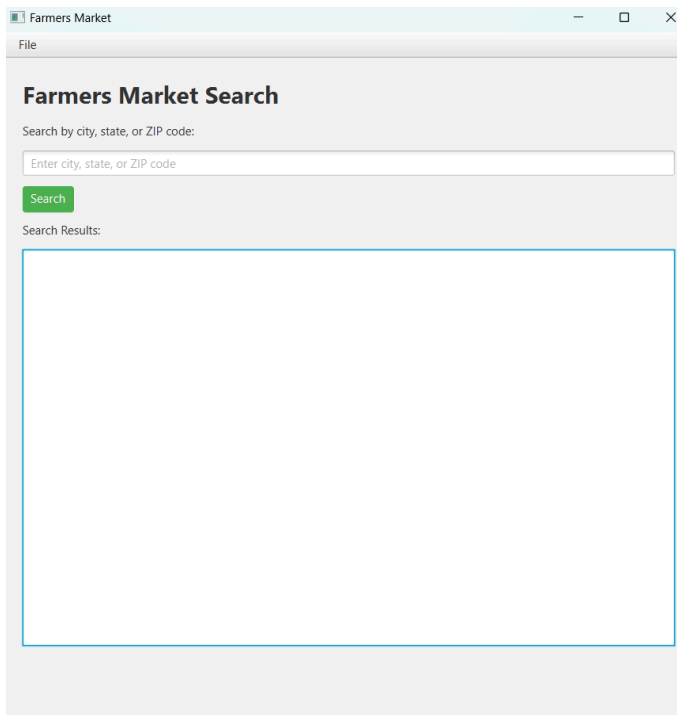 Farmers Market
File
Farmers Market Search
Search by city, state, or ZIP code:
Enter city, state, or ZIP code
Search
Search Results: